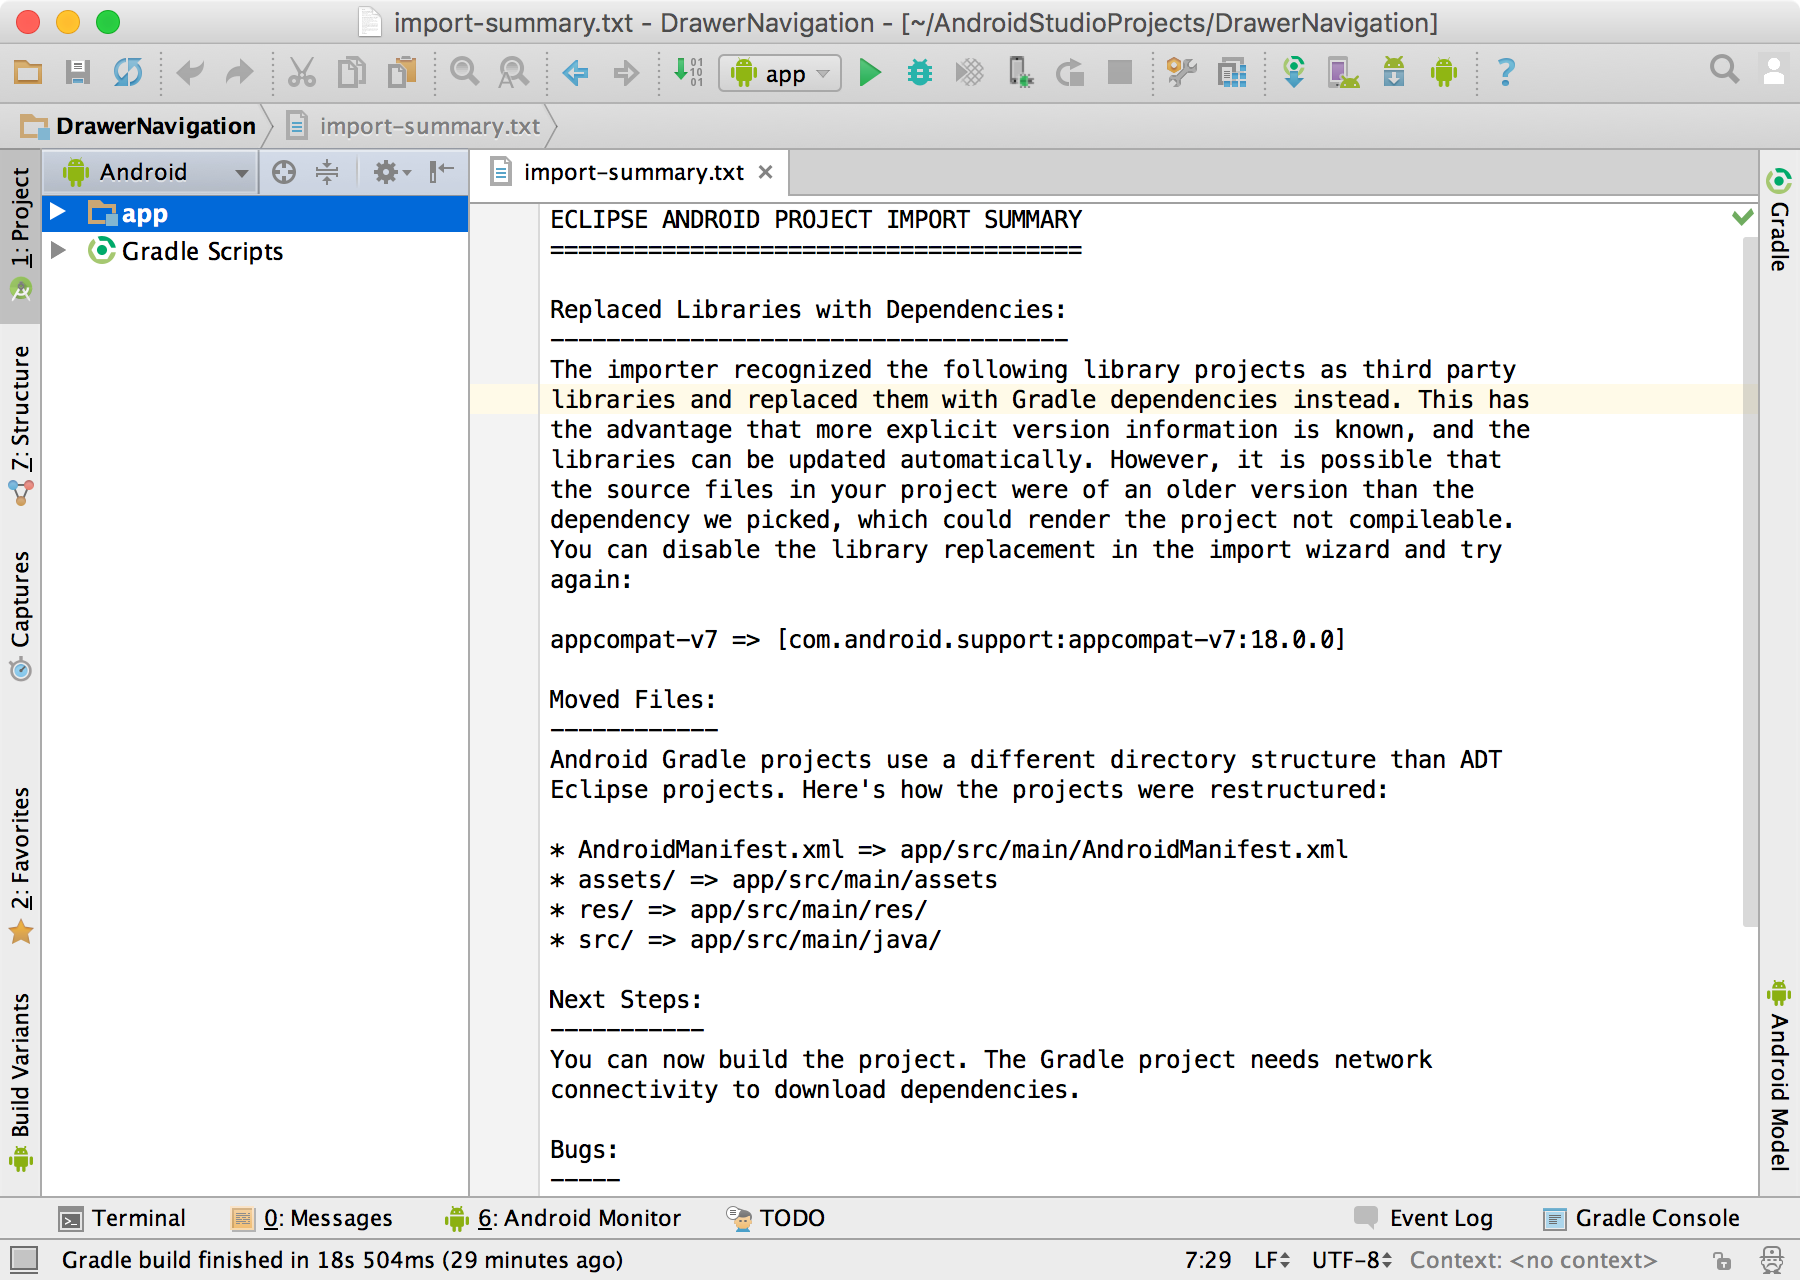 import-summary.txt - DrawerNavigation - [~/AndroidStudioProjects/DrawerNavigation]
app
DrawerNavigation
import-summary.txt
Android
import-summary.txt
app
Gradle Scripts
1: Project
7: Structure
Captures
2: Favorites
Build Variants
ECLIPSE ANDROID PROJECT IMPORT SUMMARY
======================================
Replaced Libraries with Dependencies:
-------------------------------------
The importer recognized the following library projects as third party
libraries and replaced them with Gradle dependencies instead. This has
the advantage that more explicit version information is known, and the
libraries can be updated automatically. However, it is possible that
the source files in your project were of an older version than the
dependency we picked, which could render the project not compileable.
You can disable the library replacement in the import wizard and try
again:
appcompat-v7 => [com.android.support:appcompat-v7:18.0.0]
Moved Files:
------------
Android Gradle projects use a different directory structure than ADT
Eclipse projects. Here's how the projects were restructured:
* AndroidManifest.xml => app/src/main/AndroidManifest.xml
* assets/ => app/src/main/assets
* res/ => app/src/main/res/
* src/ => app/src/main/java/
Next Steps:
-----------
You can now build the project. The Gradle project needs network
connectivity to download dependencies.
Bugs:
-----
Gradle
Android Model
Terminal
0: Messages
6: Android Monitor
TODO
Event Log
Gradle Console
Gradle build finished in 18s 504ms (29 minutes ago)
7:29
LF
UTF-8
Context: <no context>